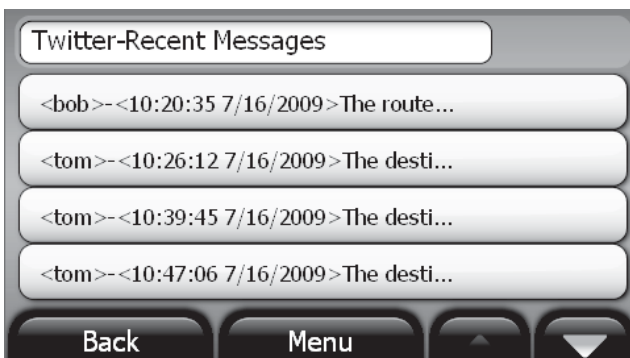 Twitter-Recent Messages
<bob>-<10:20:35 7/16/2009>The route...
<tom>-<10:26:12 7/16/2009>The desti...
<tom>-<10:39:45 7/16/2009>The desti...
<tom>-<10:47:06 7/16/2009>The desti...
Back Menu